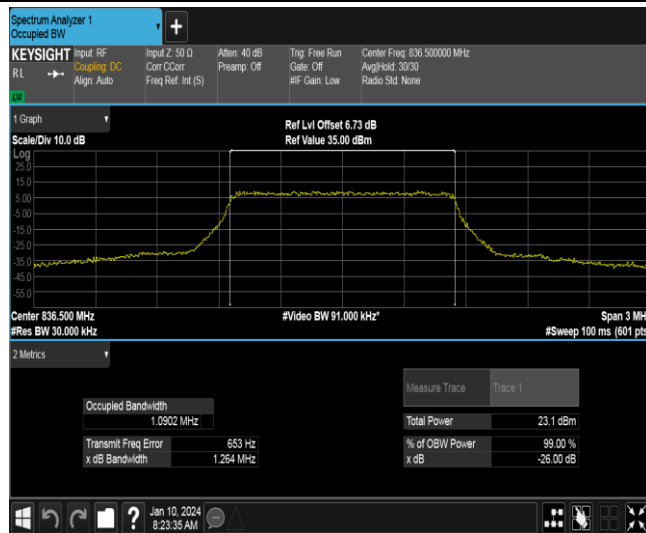 Spectrum Analyzer 1
Occupied BW
+
KEYSIGHT
RL
LXI
Input: RF
Coupling: DC
Align: Auto
Input Z: 50 Ω
Corr CCorr
Freq Ref: Int (S)
Atten: 40 dB
Preamp: Off
Trig: Free Run
Gate: Off
#IF Gain: Low
Center Freq: 836.500000 MHz
Avg|Hold: 30/30
Radio Std: None
1 Graph
Scale/Div 10.0 dB
Ref Lvl Offset 6.73 dB
Ref Value 35.00 dBm
Log
25.0
15.0
5.00
-5.00
-15.0
-25.0
-35.0
-45.0
-55.0
Center 836.500 MHz
#Res BW 30.000 kHz
#Video BW 91.000 kHz*
Span 3 MH
#Sweep 100 ms (601 pts
2 Metrics
Measure Trace Trace 1
Occupied Bandwidth
1.0902 MHz
Total Power 23.1 dBm
Transmit Freq Error 653 Hz
% of OBW Power 99.00 %
x dB Bandwidth 1.264 MHz
x dB -26.00 dB
?
Jan 10, 2024
8:23:35 AM